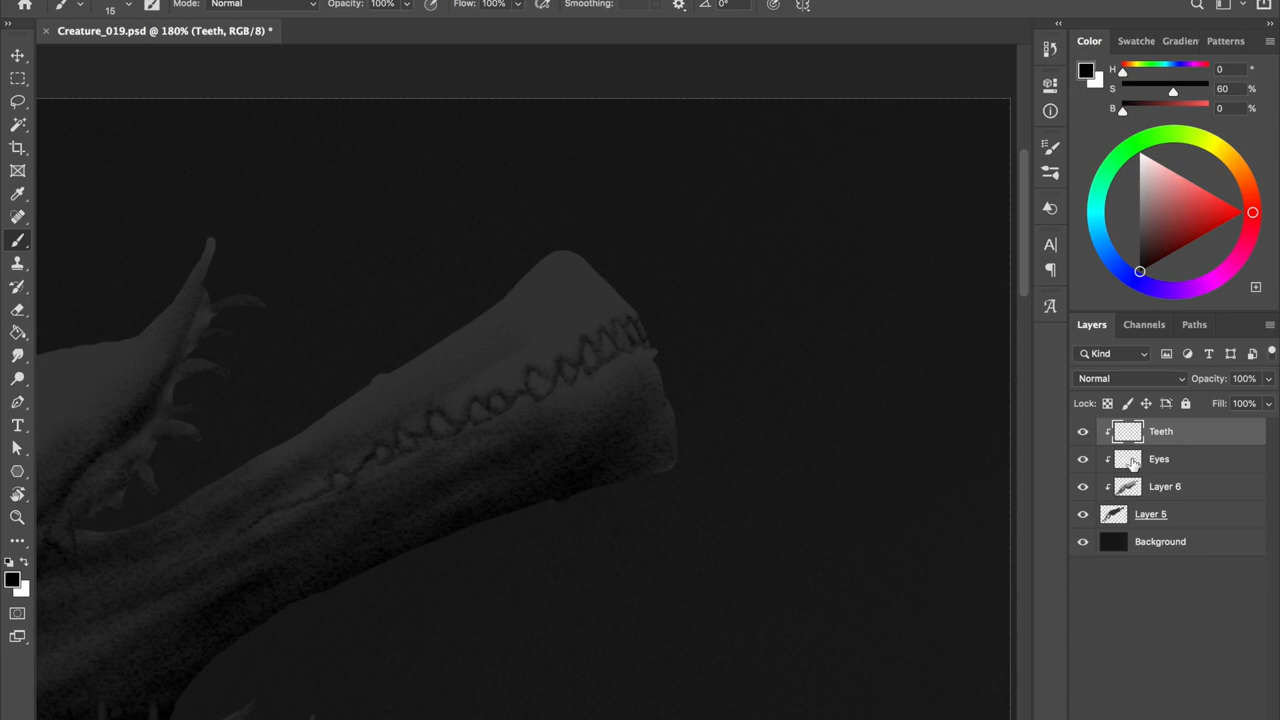 Mode: Normal Opacity: 100% Flow: 100% Smoothing: 0°
15
Creature_019.psd @ 180% (Teeth, RGB/8) *
Color Swatche Gradien Patterns
H 0 °
S 60 %
B 0 %
Layers Channels Paths
Kind
Normal Opacity: 100%
Lock: Fill: 100%
Teeth
Eyes
Layer 6
Layer 5
Background